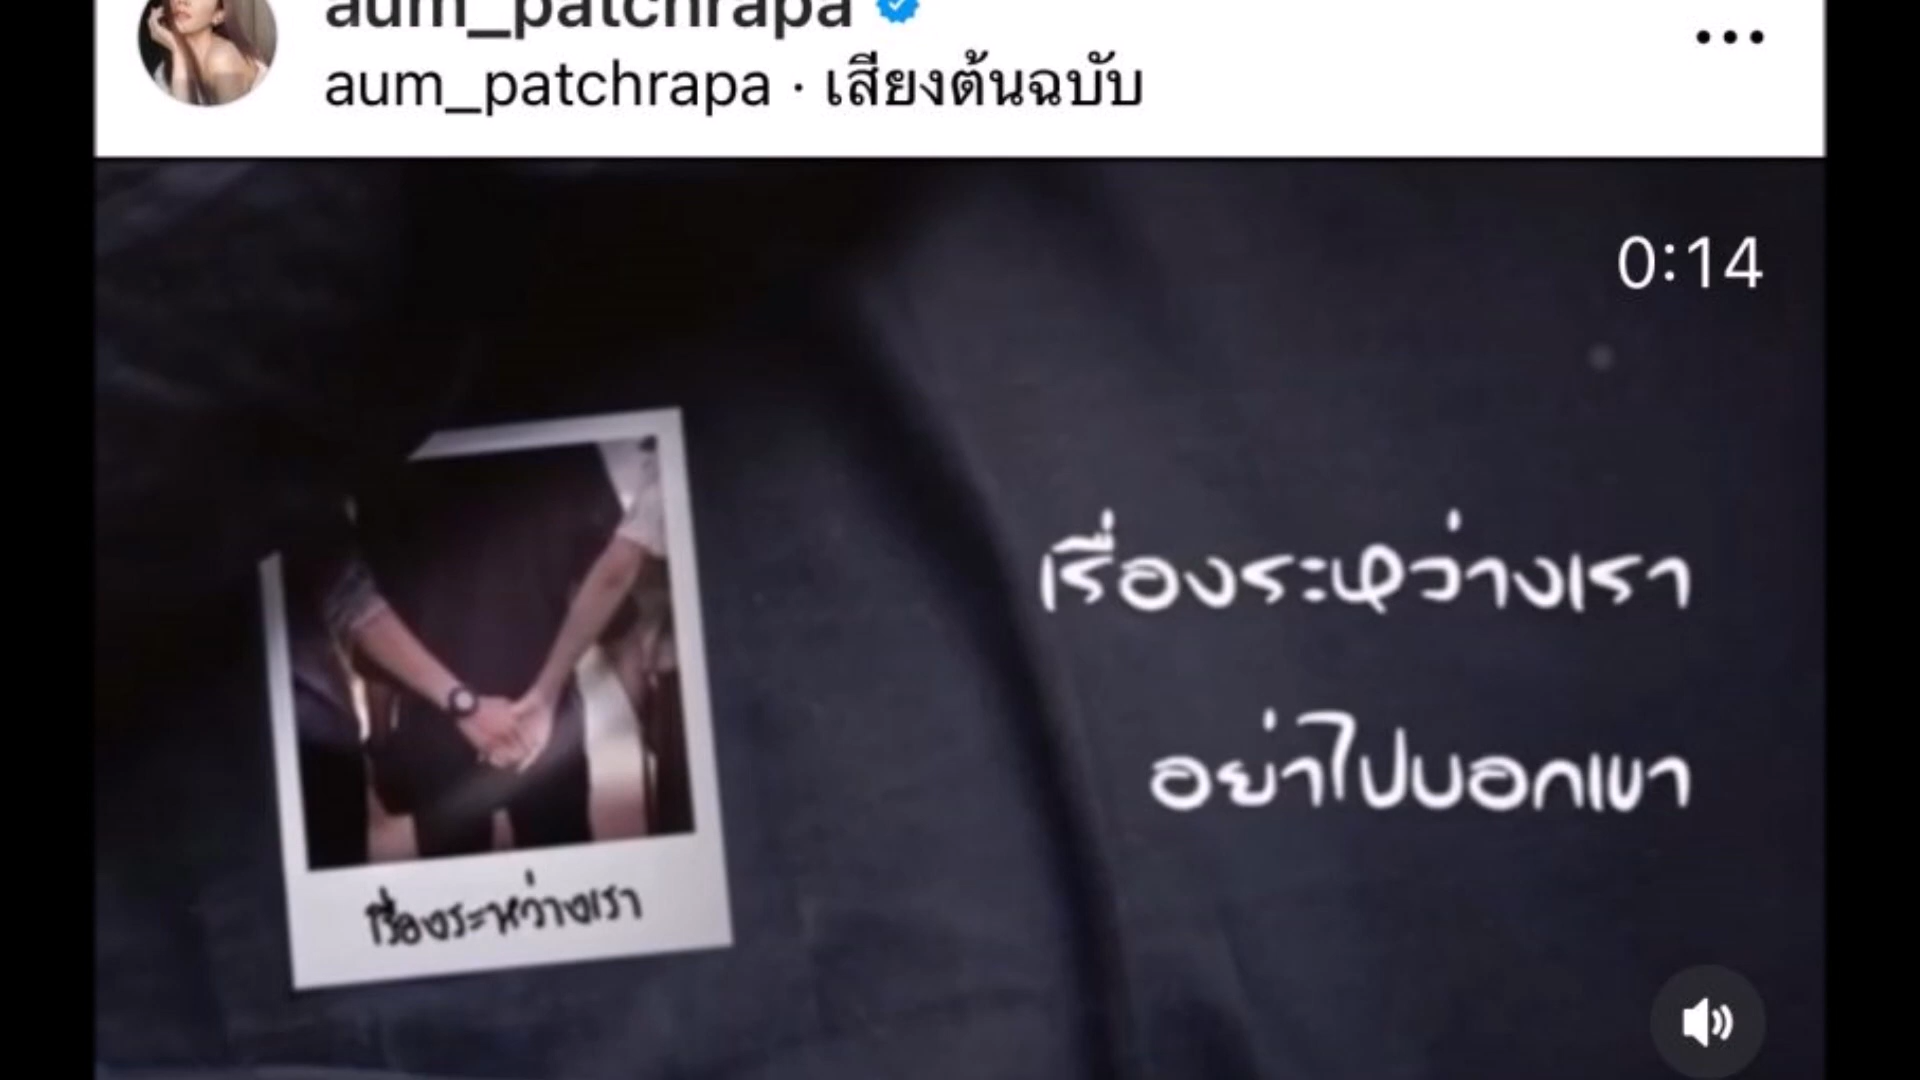 aum_patchrapa
aum_patchrapa · เสียงต้นฉบับ
0:14
เรื่องระหว่างเรา
อย่าไปบอกเขา
เรื่องระหว่างเรา